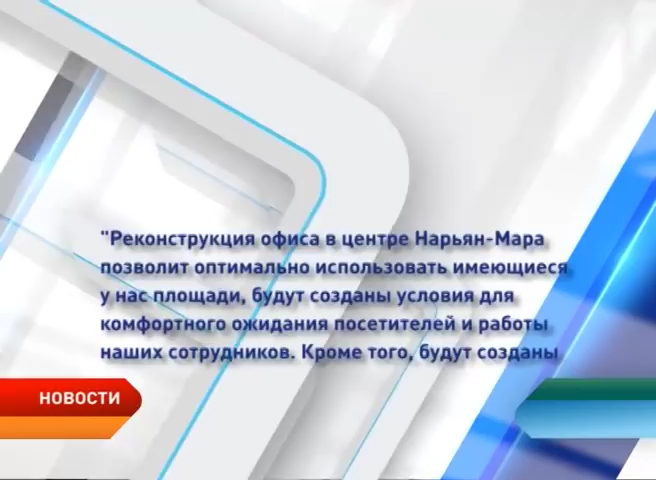 "Реконструкция офиса в центре Нарьян-Мара
позволит оптимально использовать имеющиеся
у нас площади, будут созданы условия для
комфортного ожидания посетителей и работы
наших сотрудников. Кроме того, будут созданы
НОВОСТИ